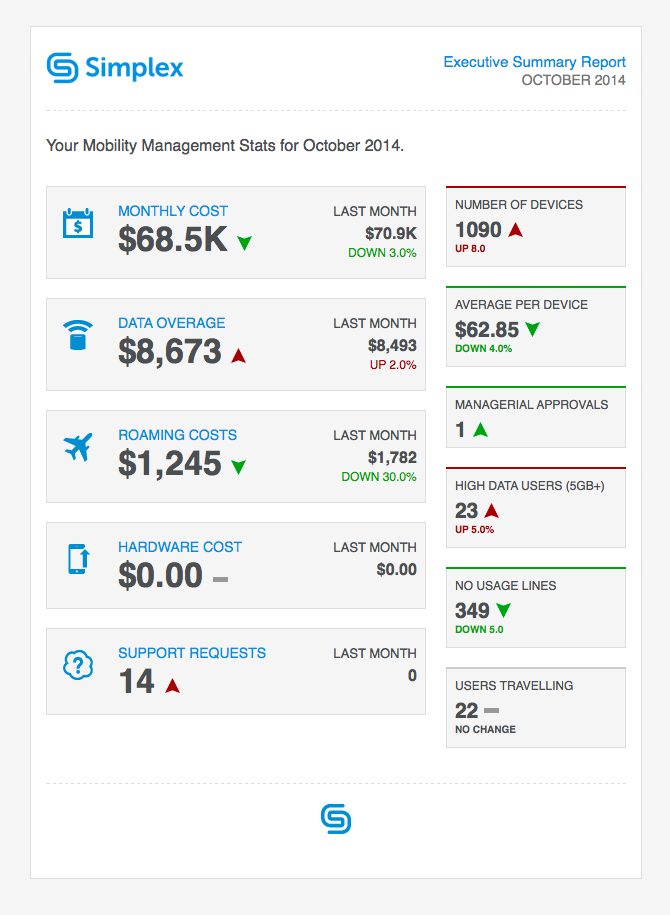 Simplex
Executive Summary Report
OCTOBER 2014
Your Mobility Management Stats for October 2014.
$
MONTHLY COST
$68.5K
LAST MONTH
$70.9K
DOWN 3.0%
DATA OVERAGE
$8,673
LAST MONTH
$8,493
UP 2.0%
ROAMING COSTS
$1,245
LAST MONTH
$1,782
DOWN 30.0%
HARDWARE COST
$0.00
LAST MONTH
$0.00
?
SUPPORT REQUESTS
14
LAST MONTH
0
NUMBER OF DEVICES
1090
UP 8.0
AVERAGE PER DEVICE
$62.85
DOWN 4.0%
MANAGERIAL APPROVALS
1
HIGH DATA USERS (5GB+)
23
UP 5.0%
NO USAGE LINES
349
DOWN 5.0
USERS TRAVELLING
22
NO CHANGE